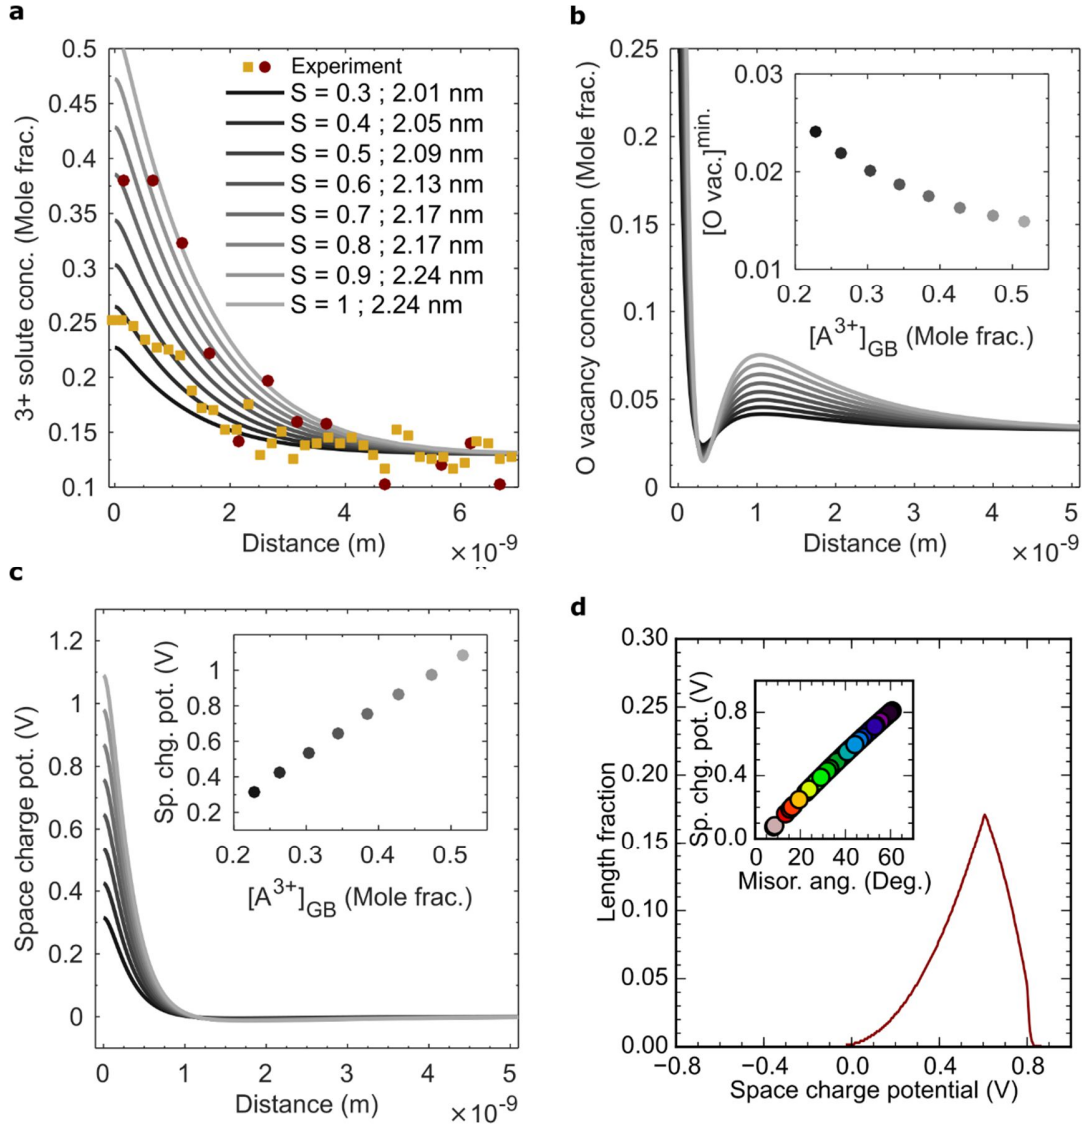 a
0.5
0.45
0.4
0.35
0.3
0.25
0.2
0.15
0.1
3+ solute conc. (Mole frac.)
Experiment
S = 0.3 ; 2.01 nm
S = 0.4 ; 2.05 nm
S = 0.5 ; 2.09 nm
S = 0.6 ; 2.13 nm
S = 0.7 ; 2.17 nm
S = 0.8 ; 2.17 nm
S = 0.9 ; 2.24 nm
S = 1 ; 2.24 nm
0 2 4 6
Distance (m)
×10⁻⁹
b
0.25
0.2
0.15
0.1
0.05
0
O vacancy concentration (Mole frac.)
0.03
0.02
0.01
[O vac.]^min.
0.2 0.3 0.4 0.5
[A³⁺]GB (Mole frac.)
0 1 2 3 4 5
Distance (m)
×10⁻⁹
c
1.2
1
0.8
0.6
0.4
0.2
0
Space charge pot. (V)
1
0.8
0.6
0.4
0.2
Sp. chg. pot. (V)
0.2 0.3 0.4 0.5
[A³⁺]GB (Mole frac.)
0 1 2 3 4 5
Distance (m)
×10⁻⁹
d
0.30
0.25
0.20
0.15
0.10
0.05
0.00
Length fraction
0.8
0.4
0.0
Sp. chg. pot. (V)
0 20 40 60
Misor. ang. (Deg.)
−0.8 −0.4 0.0 0.4 0.8
Space charge potential (V)